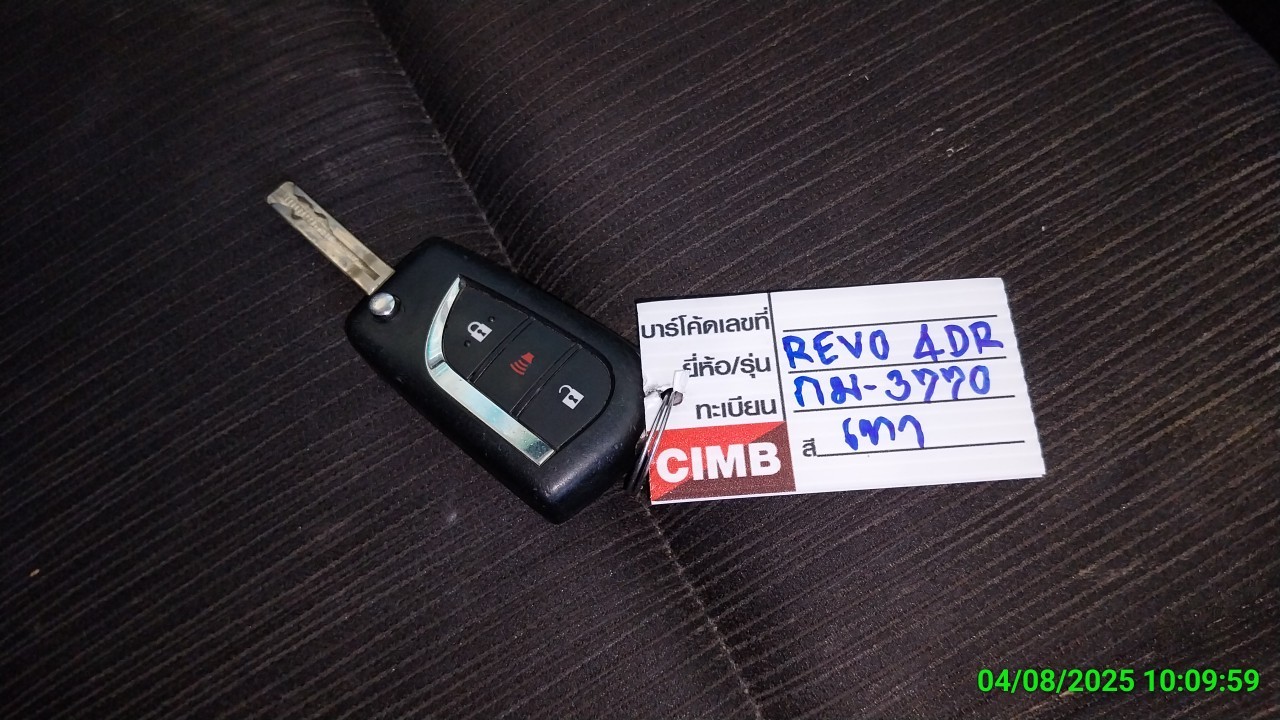 บาร์โค้ดเลขที่
ยี่ห้อ/รุ่น REVO 4DR
ทะเบียน กม-3770
สี เทา
CIMB
04/08/2025 10:09:59